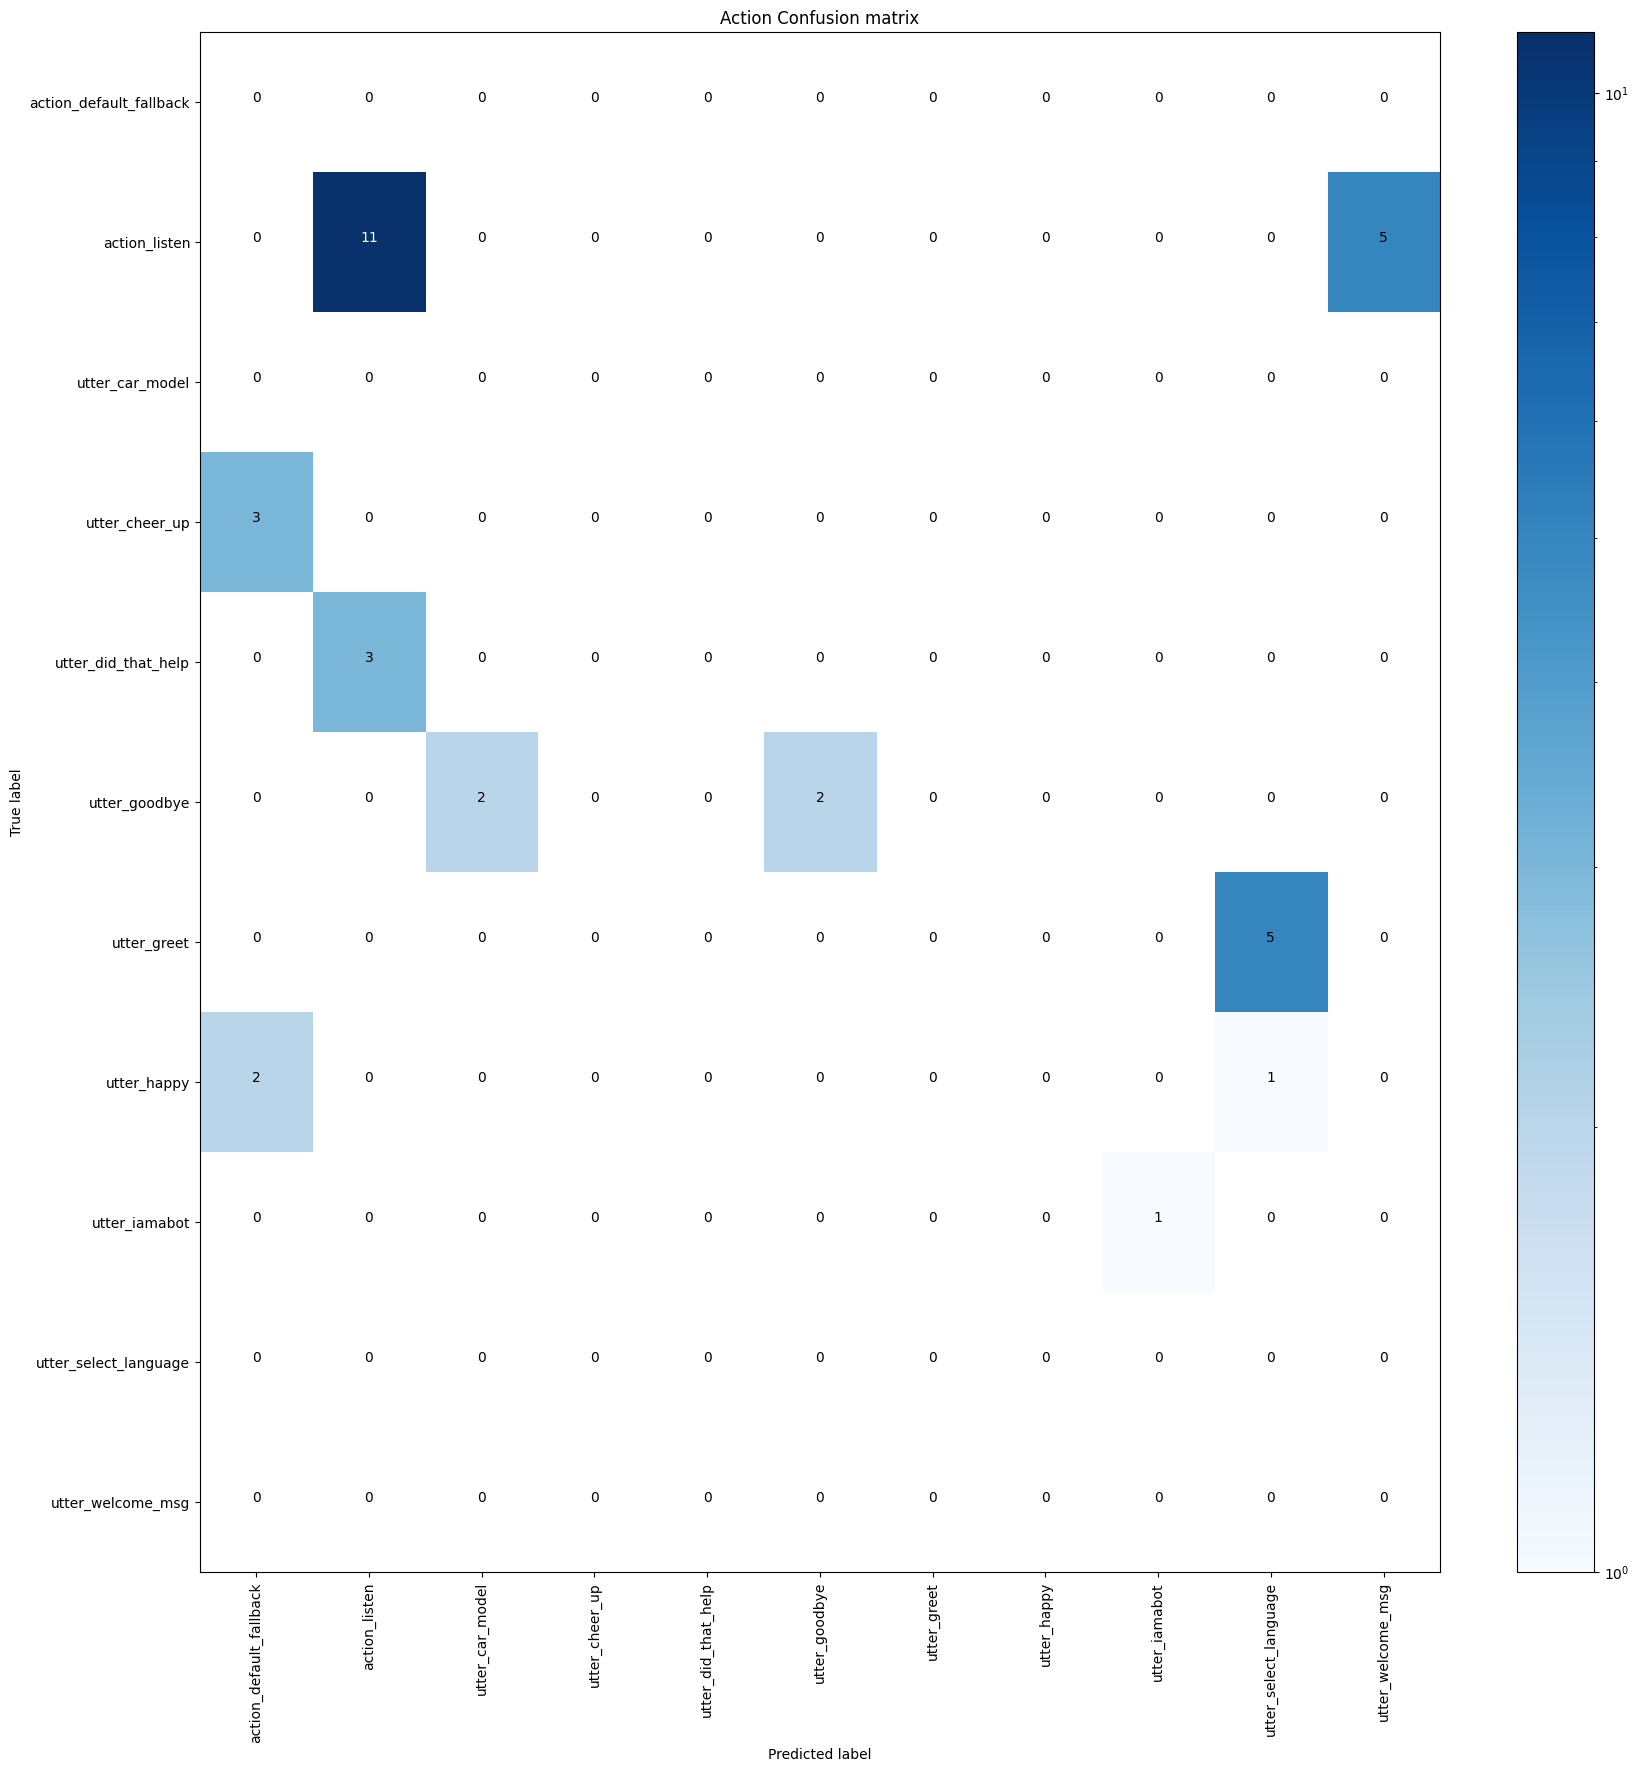 Action Confusion matrix
action_default_fallback 0 0 0 0 0 0 0 0 0 0 0
action_listen 0 11 0 0 0 0 0 0 0 0 5
utter_car_model 0 0 0 0 0 0 0 0 0 0 0
utter_cheer_up 3 0 0 0 0 0 0 0 0 0 0
utter_did_that_help 0 3 0 0 0 0 0 0 0 0 0
utter_goodbye 0 0 2 0 0 2 0 0 0 0 0
utter_greet 0 0 0 0 0 0 0 0 0 5 0
utter_happy 2 0 0 0 0 0 0 0 0 1 0
utter_iamabot 0 0 0 0 0 0 0 0 1 0 0
utter_select_language 0 0 0 0 0 0 0 0 0 0 0
utter_welcome_msg 0 0 0 0 0 0 0 0 0 0 0
True label
action_default_fallback
action_listen
utter_car_model
utter_cheer_up
utter_did_that_help
utter_goodbye
utter_greet
utter_happy
utter_iamabot
utter_select_language
utter_welcome_msg
Predicted label
10¹
10⁰